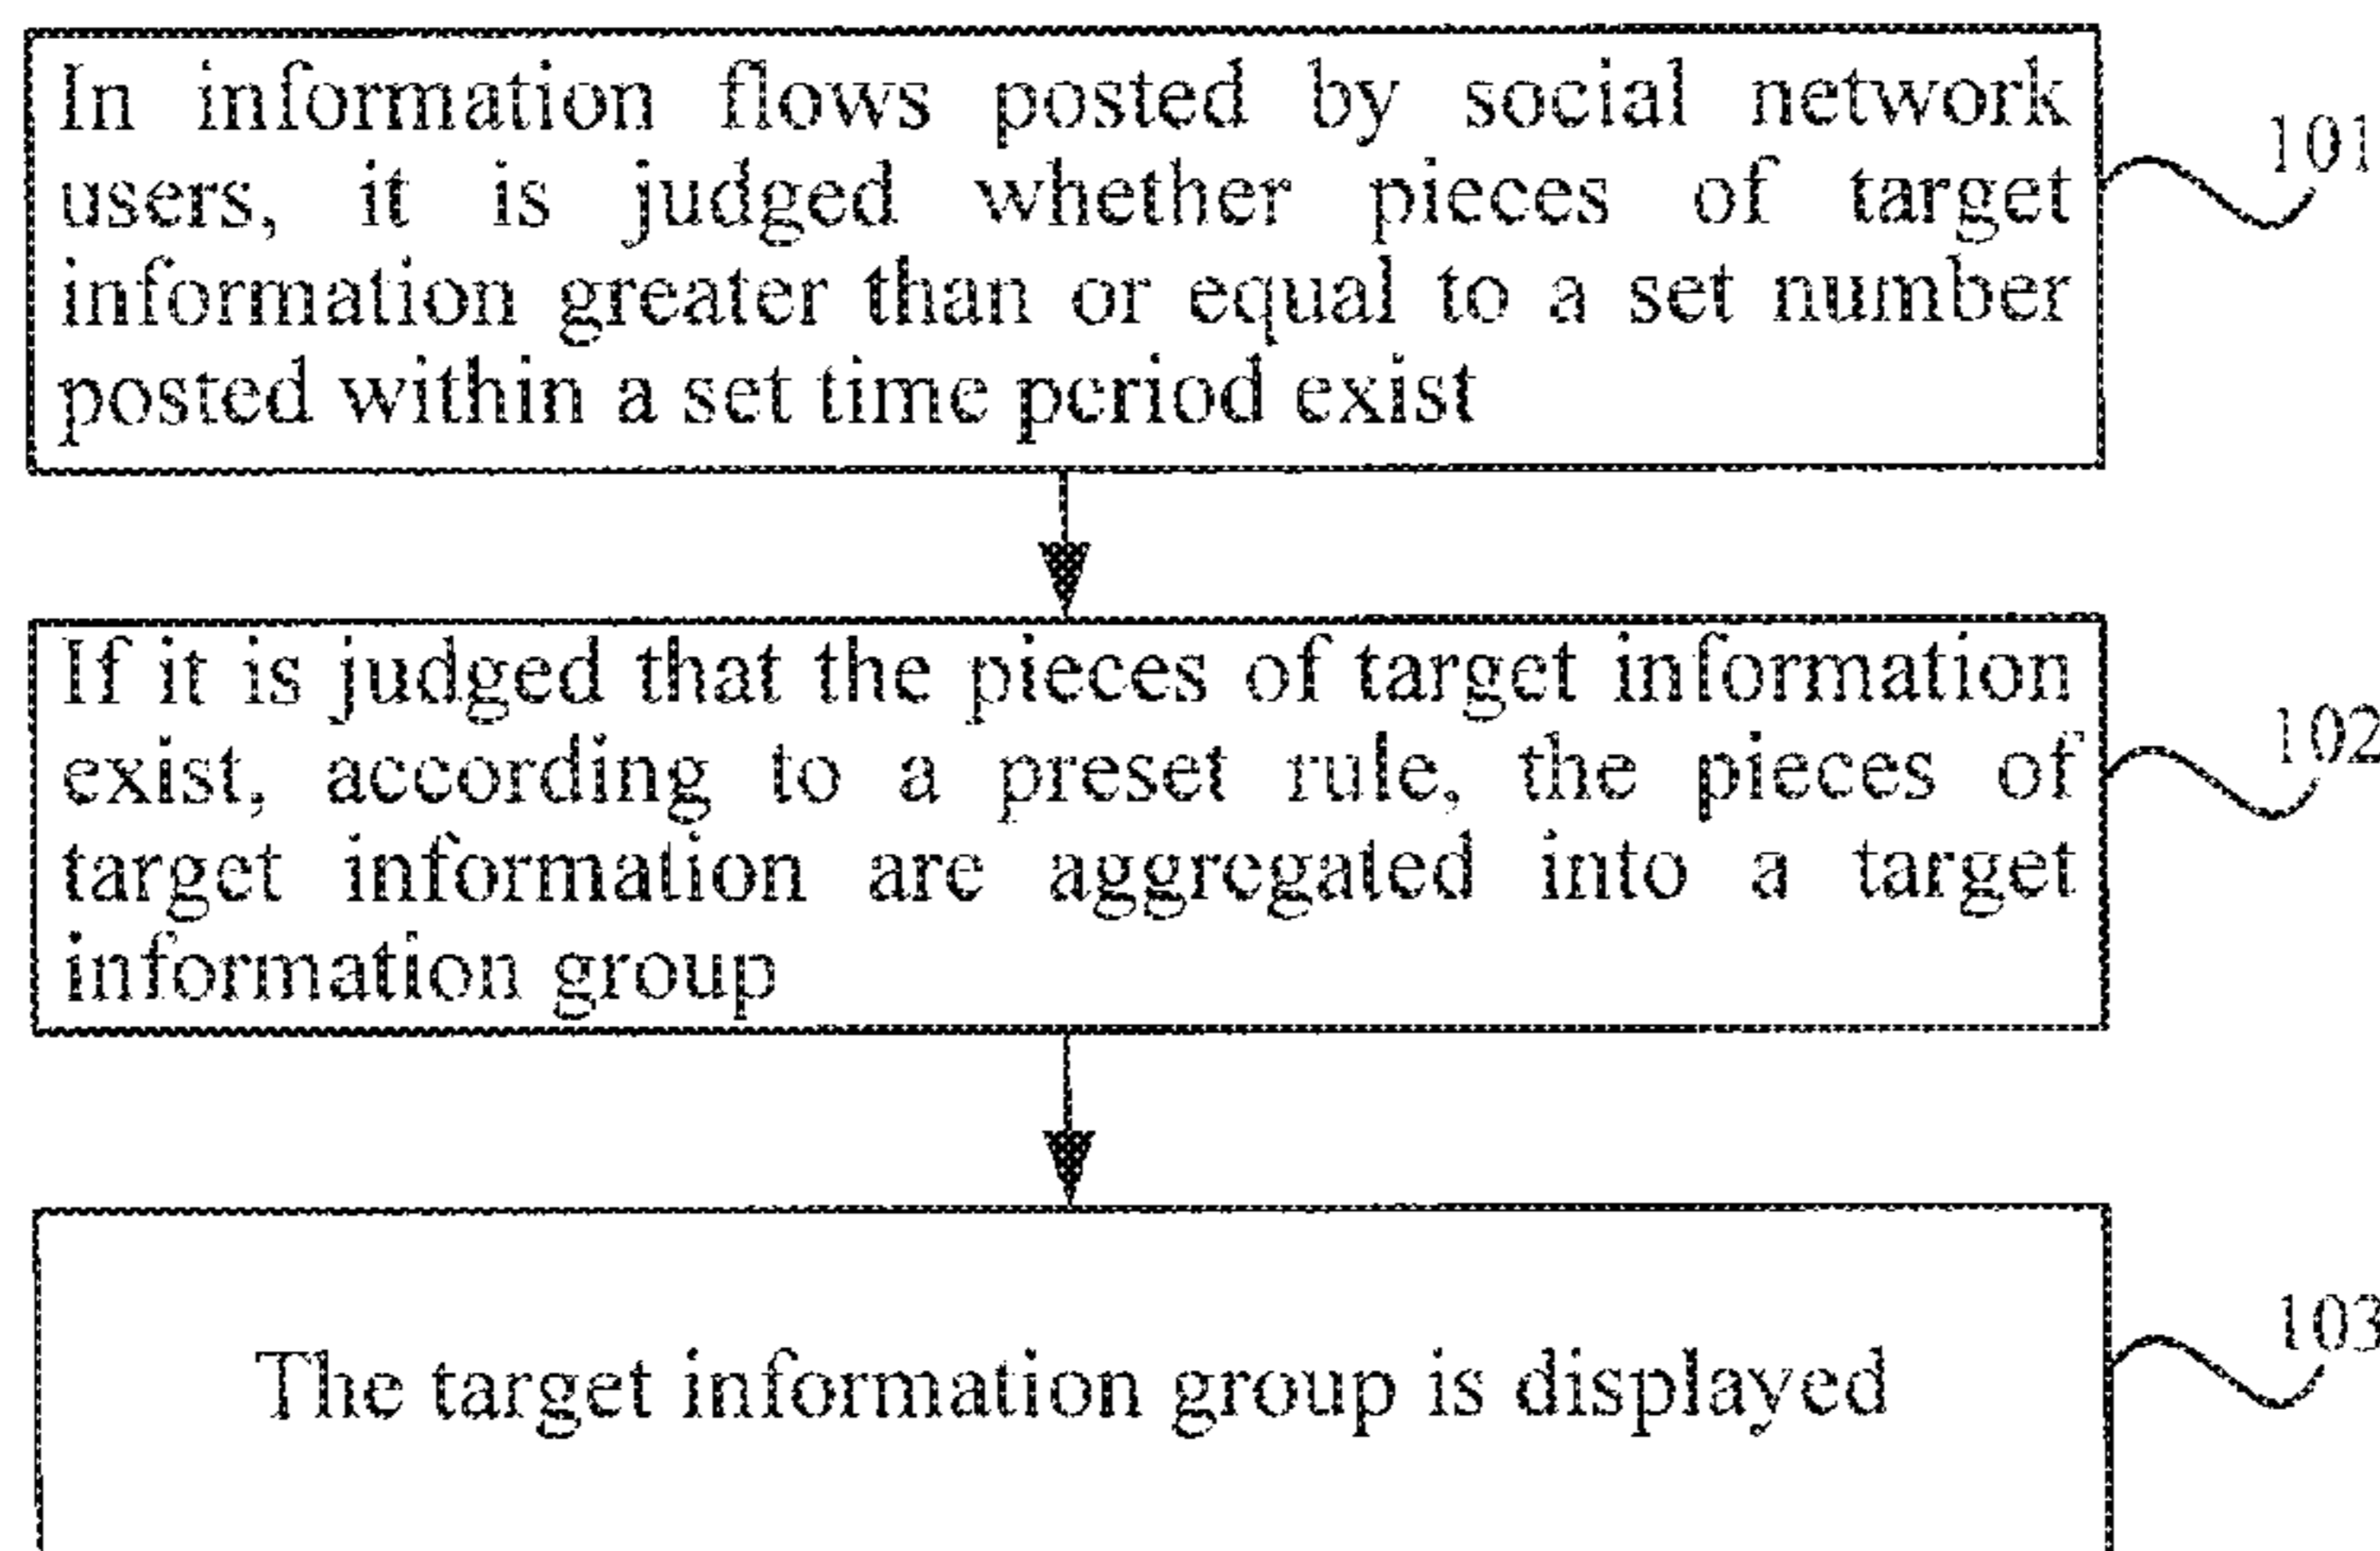 In information flows posted by social network
users, it is judged whether pieces of target
information greater than or equal to a set number
posted within a set time period exist
101
If it is judged that the pieces of target information
exist, according to a preset rule, the pieces of
target information are aggregated into a target
information group
102
The target information group is displayed
103